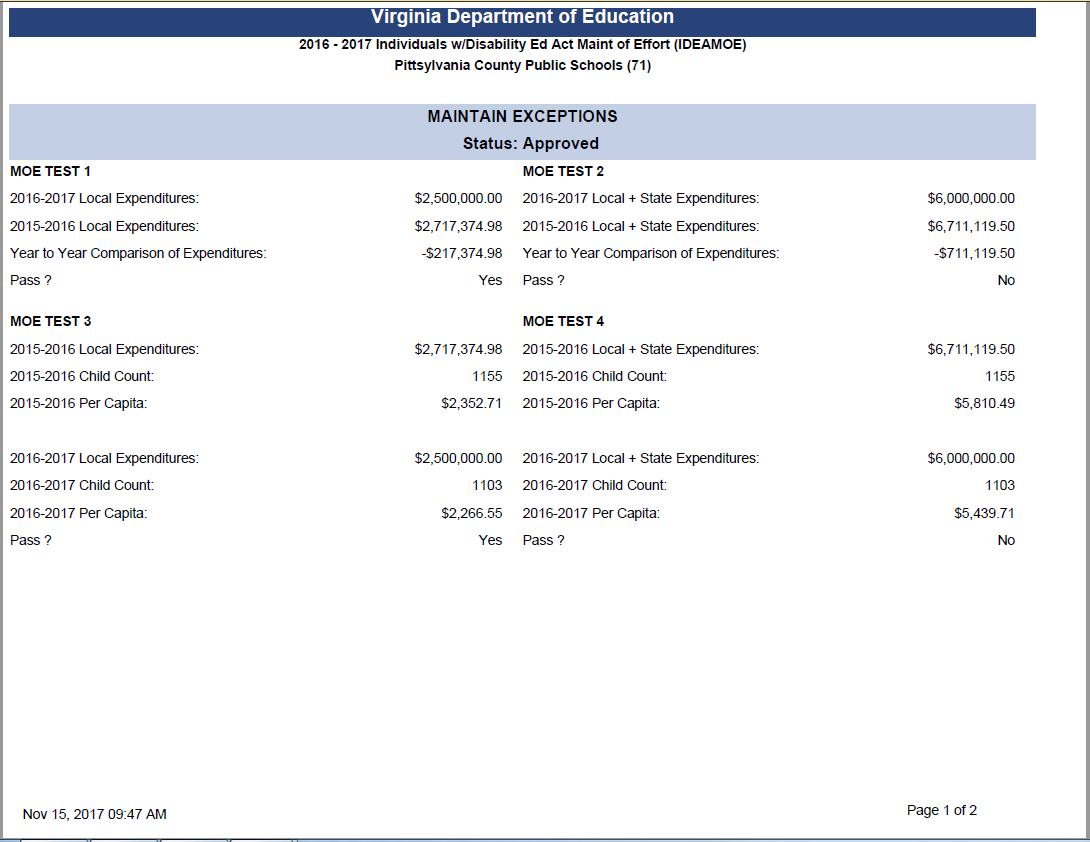 Virginia Department of Education
2016 - 2017 Individuals w/Disability Ed Act Maint of Effort (IDEAMOE)
Pittsylvania County Public Schools (71)
MAINTAIN EXCEPTIONS
Status: Approved
MOE TEST 1
2016-2017 Local Expenditures: $2,500,000.00
2015-2016 Local Expenditures: $2,717,374.98
Year to Year Comparison of Expenditures: -$217,374.98
Pass ? Yes
MOE TEST 2
2016-2017 Local + State Expenditures: $6,000,000.00
2015-2016 Local + State Expenditures: $6,711,119.50
Year to Year Comparison of Expenditures: -$711,119.50
Pass ? No
MOE TEST 3
2015-2016 Local Expenditures: $2,717,374.98
2015-2016 Child Count: 1155
2015-2016 Per Capita: $2,352.71
2016-2017 Local Expenditures: $2,500,000.00
2016-2017 Child Count: 1103
2016-2017 Per Capita: $2,266.55
Pass ? Yes
MOE TEST 4
2015-2016 Local + State Expenditures: $6,711,119.50
2015-2016 Child Count: 1155
2015-2016 Per Capita: $5,810.49
2016-2017 Local + State Expenditures: $6,000,000.00
2016-2017 Child Count: 1103
2016-2017 Per Capita: $5,439.71
Pass ? No
Nov 15, 2017 09:47 AM
Page 1 of 2